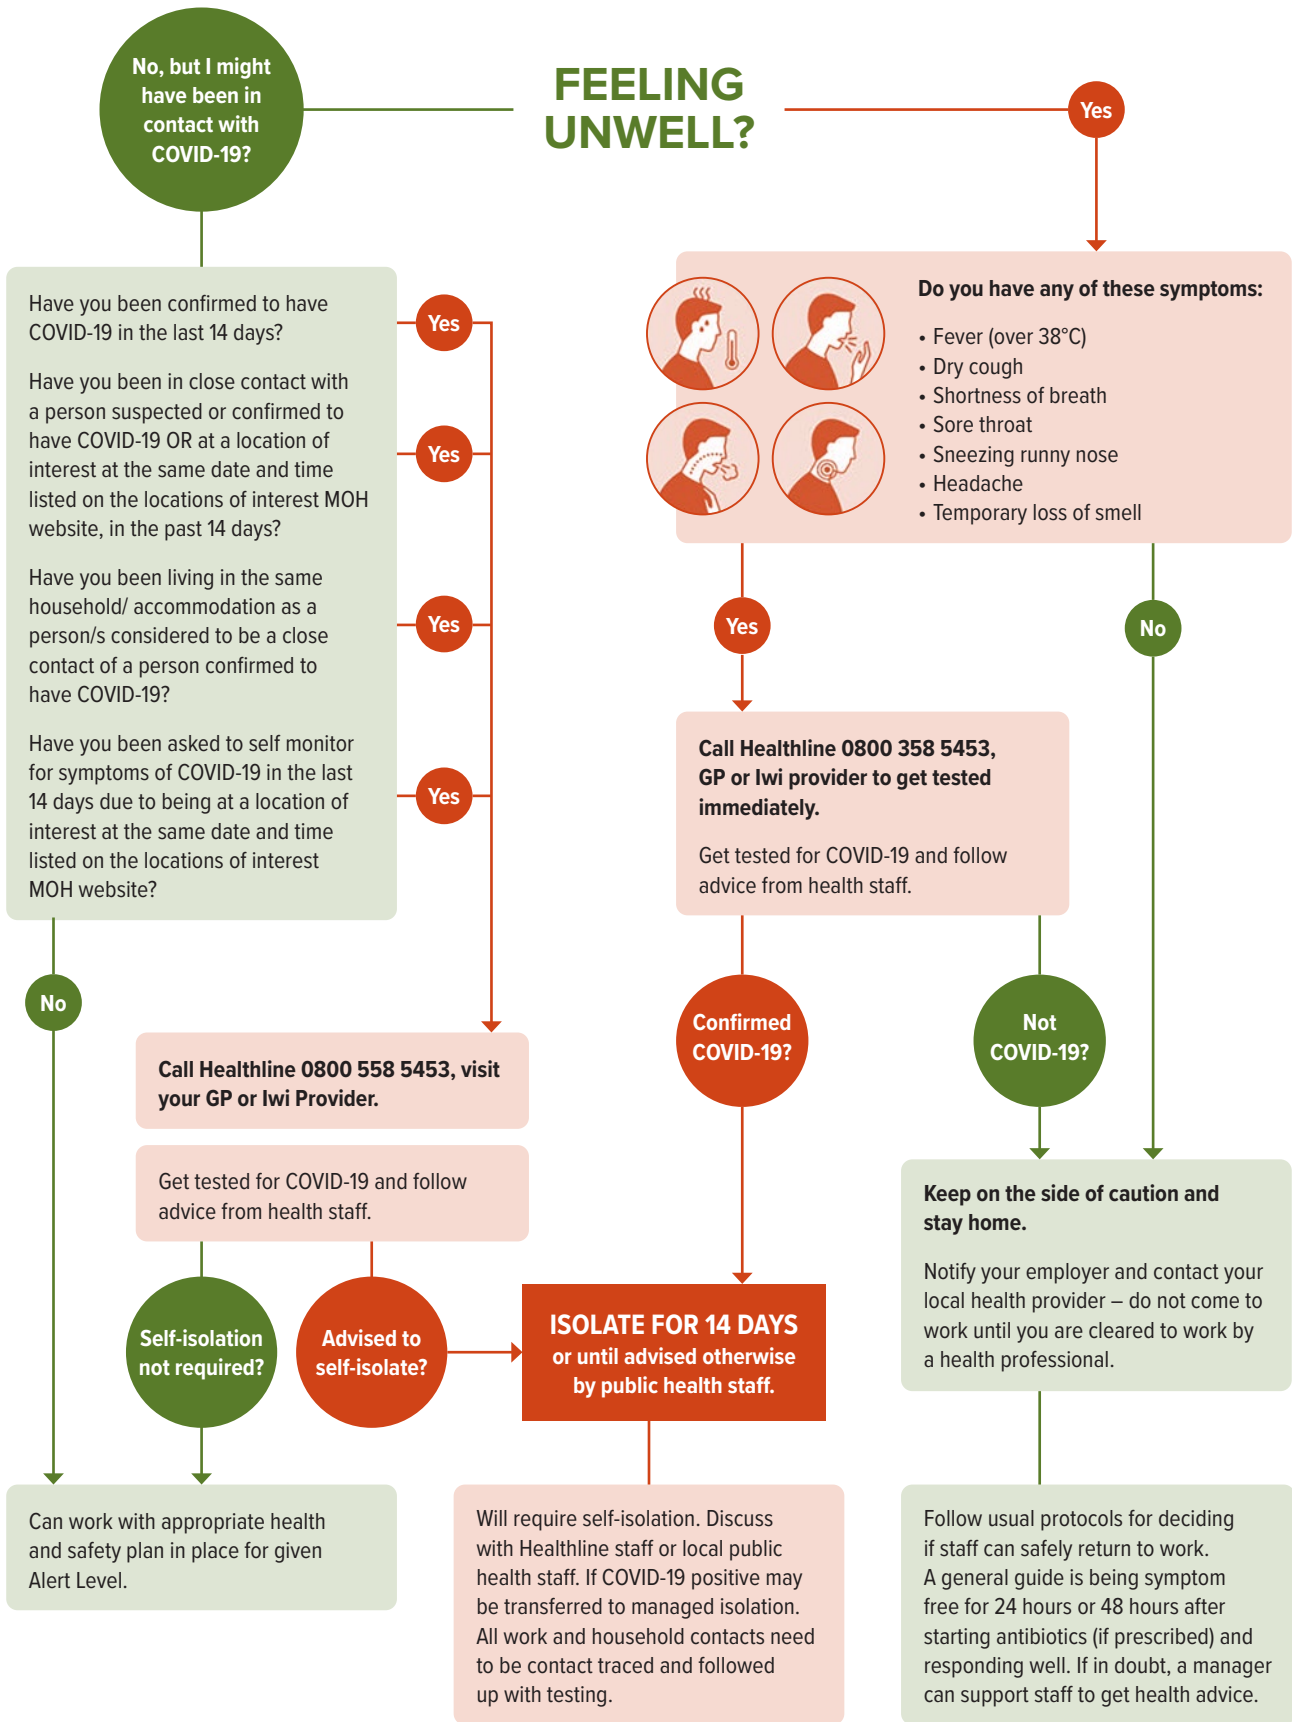 FEELING
UNWELL?
No, but I might
have been in
contact with
COVID-19?
Yes
Have you been confirmed to have
COVID-19 in the last 14 days?
Yes
Have you been in close contact with
a person suspected or confirmed to
have COVID-19 OR at a location of
interest at the same date and time
listed on the locations of interest MOH
website, in the past 14 days?
Yes
Have you been living in the same
household/ accommodation as a
person/s considered to be a close
contact of a person confirmed to
have COVID-19?
Yes
Have you been asked to self monitor
for symptoms of COVID-19 in the last
14 days due to being at a location of
interest at the same date and time
listed on the locations of interest
MOH website?
Yes
No
Call Healthline 0800 558 5453, visit
your GP or Iwi Provider.
Get tested for COVID-19 and follow
advice from health staff.
Self-isolation
not required?
Advised to
self-isolate?
Can work with appropriate health
and safety plan in place for given
Alert Level.
Do you have any of these symptoms:
• Fever (over 38°C)
• Dry cough
• Shortness of breath
• Sore throat
• Sneezing runny nose
• Headache
• Temporary loss of smell
Yes
No
Call Healthline 0800 358 5453,
GP or Iwi provider to get tested
immediately.
Get tested for COVID-19 and follow
advice from health staff.
Confirmed
COVID-19?
Not
COVID-19?
ISOLATE FOR 14 DAYS
or until advised otherwise
by public health staff.
Will require self-isolation. Discuss
with Healthline staff or local public
health staff. If COVID-19 positive may
be transferred to managed isolation.
All work and household contacts need
to be contact traced and followed
up with testing.
Keep on the side of caution and
stay home.
Notify your employer and contact your
local health provider – do not come to
work until you are cleared to work by
a health professional.
Follow usual protocols for deciding
if staff can safely return to work.
A general guide is being symptom
free for 24 hours or 48 hours after
starting antibiotics (if prescribed) and
responding well. If in doubt, a manager
can support staff to get health advice.